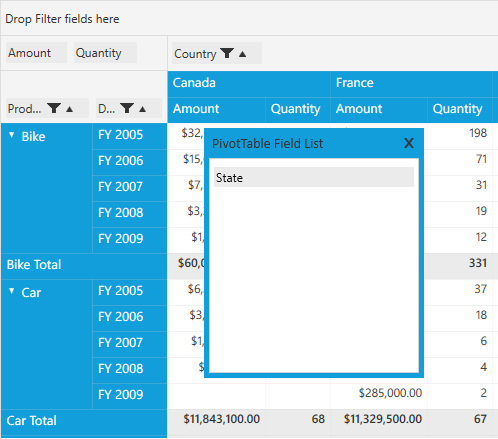 Drop Filter fields here
Amount Quantity Country
Canada France
Prod... D... Amount Quantity Amount Quantity
Bike FY 2005 $32, 198
PivotTable Field List X
FY 2006 $15, 71
State
FY 2007 $7, 31
FY 2008 $3, 19
FY 2009 $1, 12
Bike Total $60, 331
Car FY 2005 $6, 37
FY 2006 $3, 18
FY 2007 $1, 6
FY 2008 $ 4
FY 2009 $285,000.00 2
Car Total $11,843,100.00 68 $11,329,500.00 67